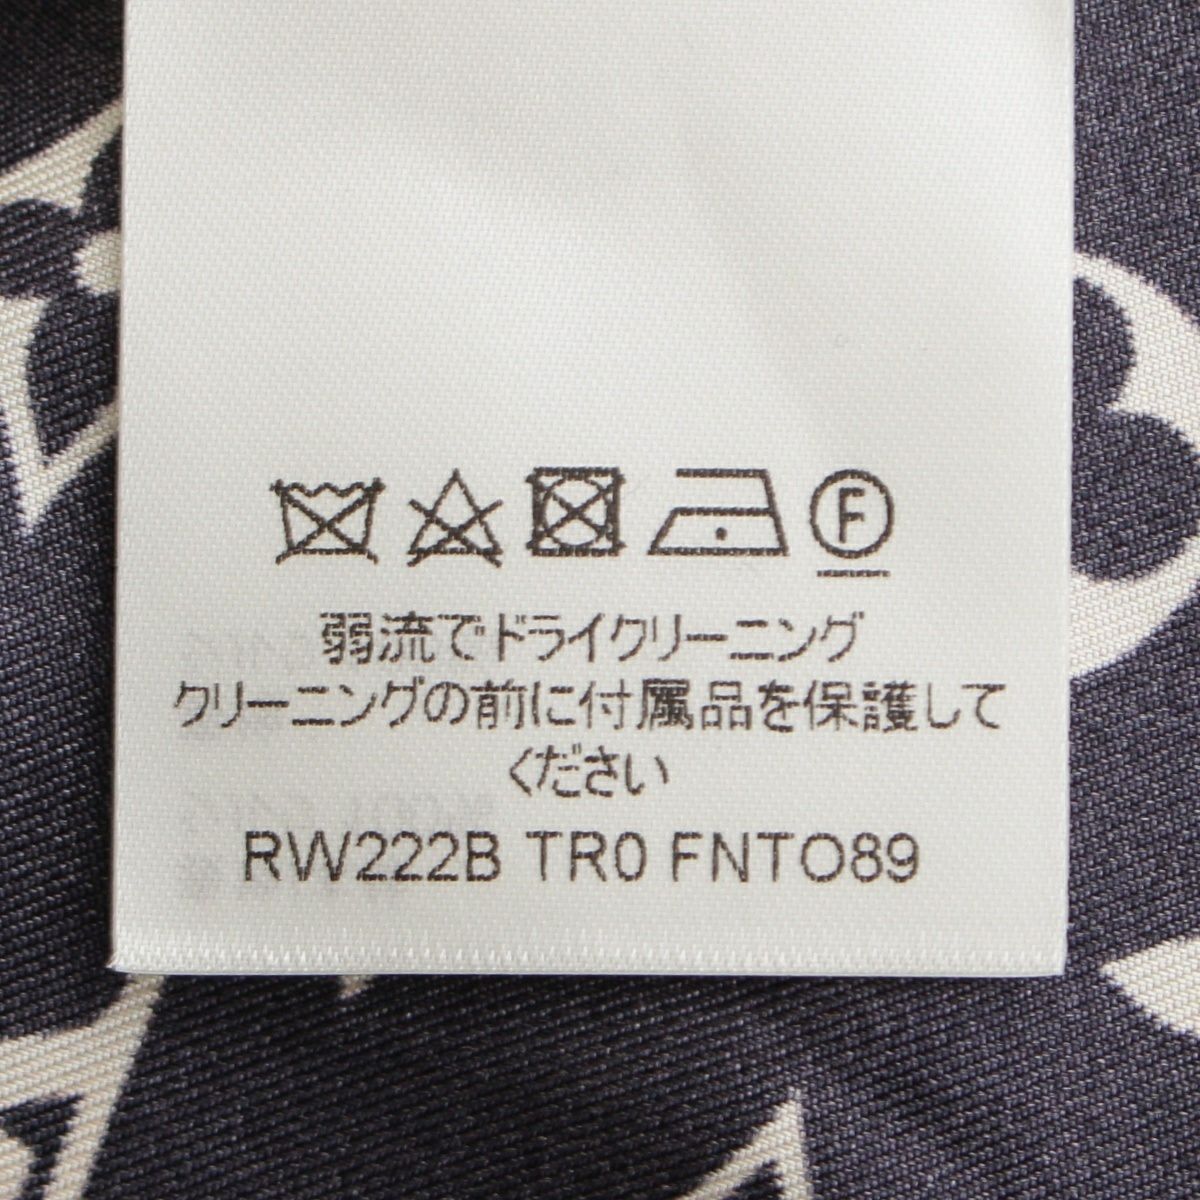 F
弱流でドライクリーニング
クリーニングの前に付属品を保護して
ください
RW222B TR0 FNTO89